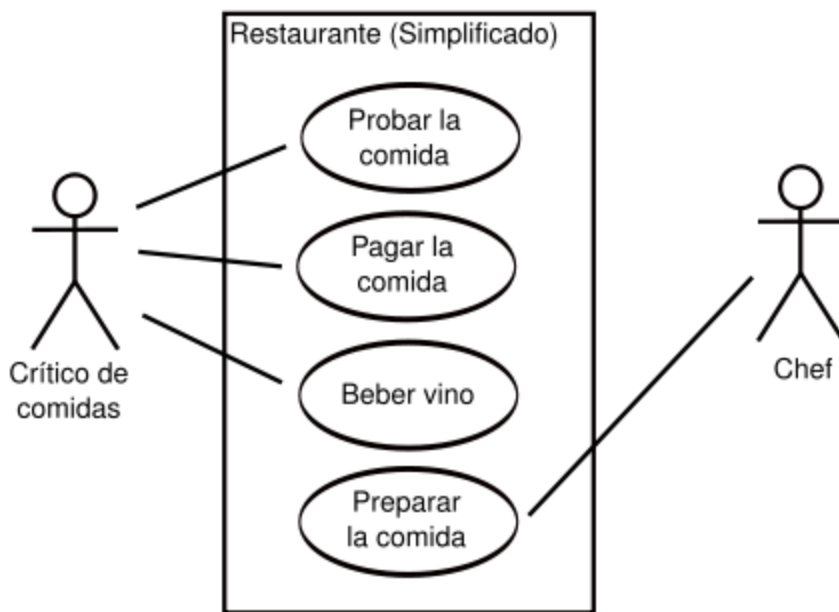 Restaurante (Simplificado)
Probar la
comida
Pagar la
comida
Beber vino
Preparar
la comida
Crítico de
comidas
Chef